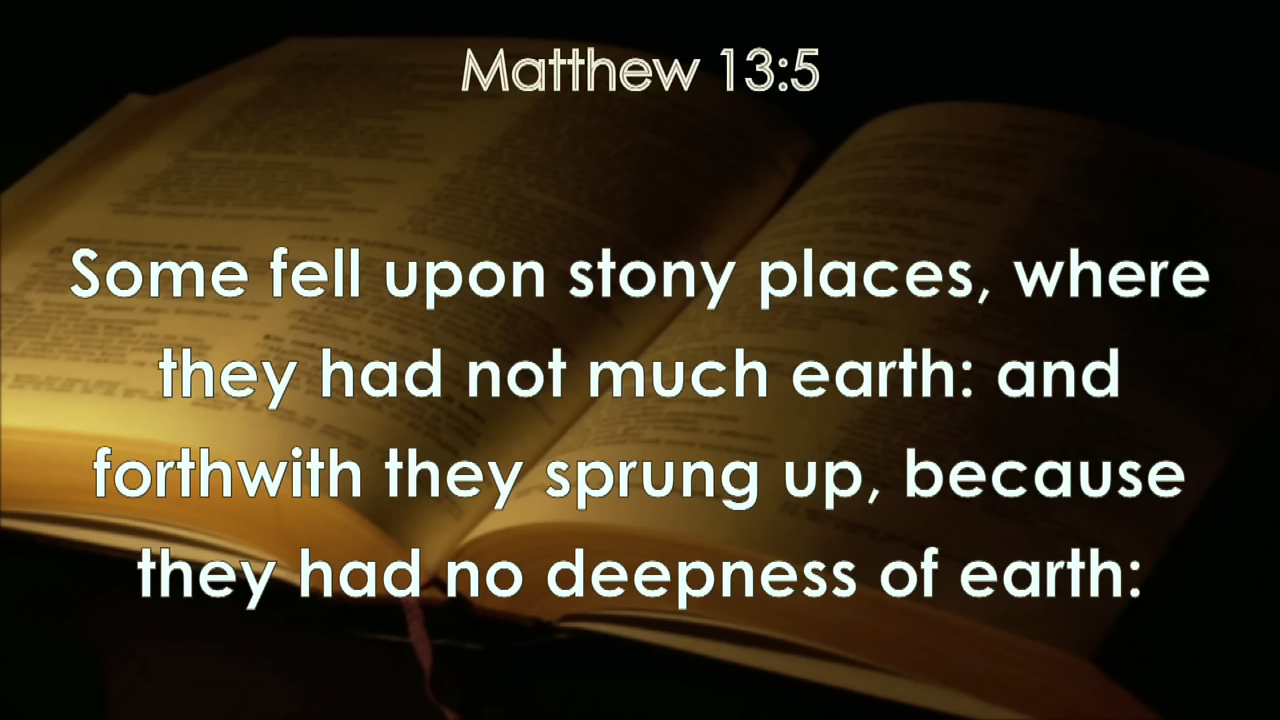 Matthew 13:5
Some fell upon stony places, where
they had not much earth: and
forthwith they sprung up, because
they had no deepness of earth: